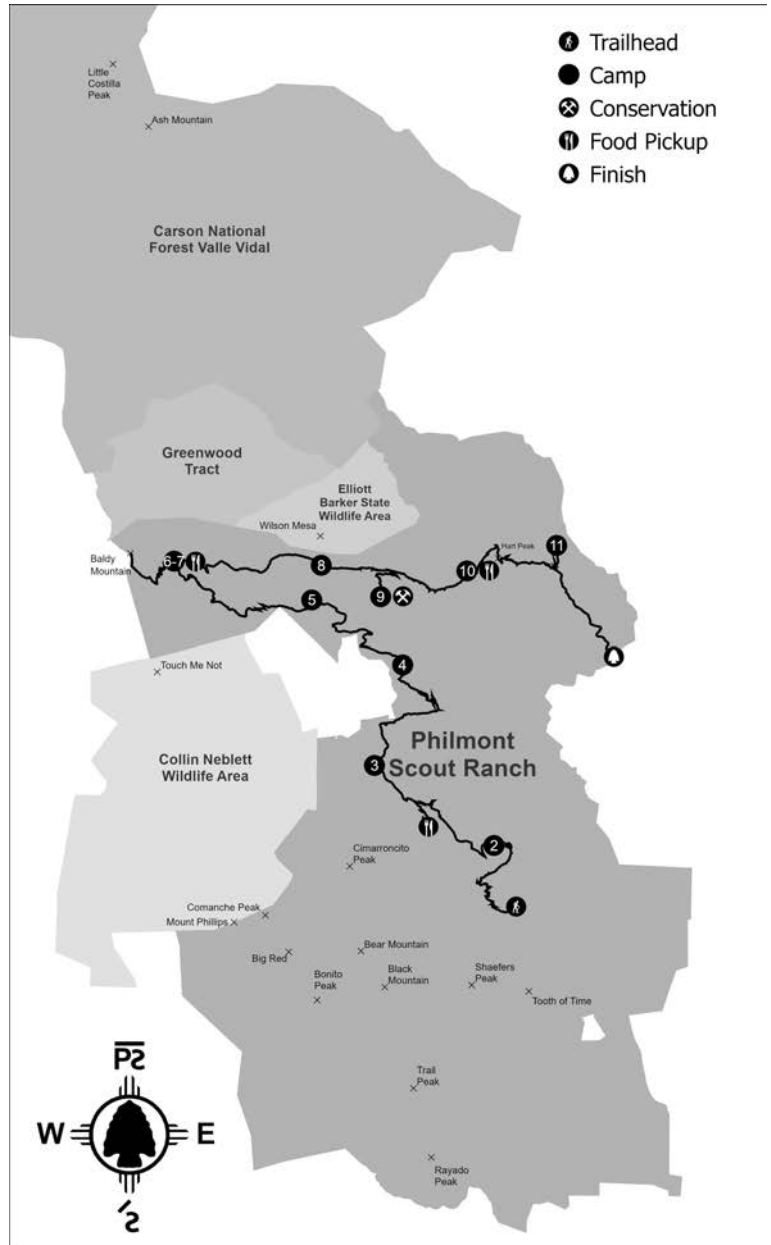 Trailhead
Camp
Conservation
Food Pickup
Finish
Little
Costilla
Peak
Ash Mountain
Carson National
Forest Valle Vidal
Greenwood
Tract
Elliott
Barker State
Wildlife Area
Wilson Mesa
Baldy
Mountain
6-7
8
10
Hart Peak
11
5
9
4
Touch Me Not
Collin Neblett
Wildlife Area
Philmont
Scout Ranch
3
2
Cimarroncito
Peak
Comanche Peak
Mount Phillips
Big Red
Bear Mountain
Bonito
Peak
Black
Mountain
Shaefers
Peak
Tooth of Time
Trail
Peak
Rayado
Peak
W
E